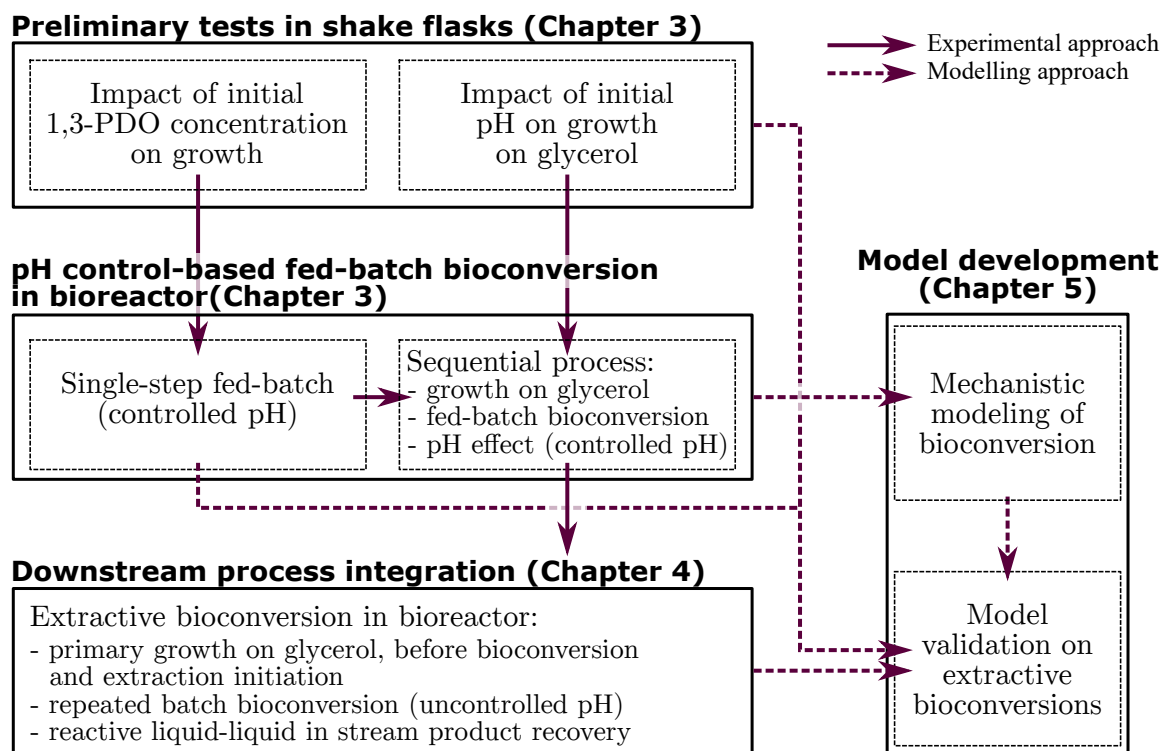 Preliminary tests in shake flasks (Chapter 3)
Experimental approach
Modelling approach
Impact of initial
1,3-PDO concentration
on growth
Impact of initial
pH on growth
on glycerol
pH control-based fed-batch bioconversion
in bioreactor(Chapter 3)
Single-step fed-batch
(controlled pH)
Sequential process:
- growth on glycerol
- fed-batch bioconversion
- pH effect (controlled pH)
Model development
(Chapter 5)
Mechanistic
modeling of
bioconversion
Model
validation on
extractive
bioconversions
Downstream process integration (Chapter 4)
Extractive bioconversion in bioreactor:
- primary growth on glycerol, before bioconversion
and extraction initiation
- repeated batch bioconversion (uncontrolled pH)
- reactive liquid-liquid in stream product recovery